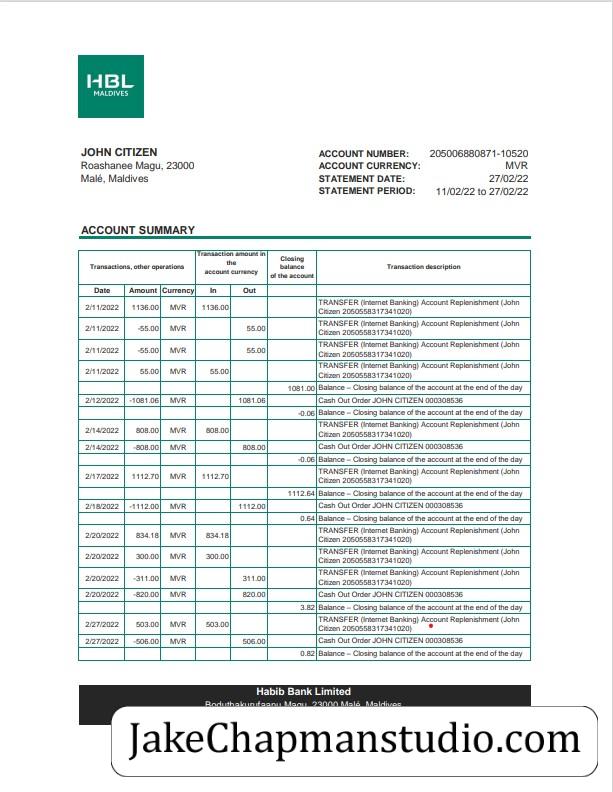 HBL
MALDIVES
JOHN CITIZEN
Roashanee Magu, 23000
Malé, Maldives
ACCOUNT NUMBER: 205006880871-10520
ACCOUNT CURRENCY: MVR
STATEMENT DATE: 27/02/22
STATEMENT PERIOD: 11/02/22 to 27/02/22
ACCOUNT SUMMARY
Transactions, other operations
Transaction amount in
the
account currency
Closing
balance
of the account
Transaction description
Date Amount Currency In Out
2/11/2022 1136.00 MVR 1136.00 TRANSFER (Internet Banking) Account Replenishment (John
Citizen 2050558317341020)
2/11/2022 -55.00 MVR 55.00 TRANSFER (Internet Banking) Account Replenishment (John
Citizen 2050558317341020)
2/11/2022 -55.00 MVR 55.00 TRANSFER (Internet Banking) Account Replenishment (John
Citizen 2050558317341020)
2/11/2022 55.00 MVR 55.00 TRANSFER (Internet Banking) Account Replenishment (John
Citizen 2050558317341020)
1081.00 Balance – Closing balance of the account at the end of the day
2/12/2022 -1081.06 MVR 1081.06 Cash Out Order JOHN CITIZEN 000308536
-0.06 Balance – Closing balance of the account at the end of the day
2/14/2022 808.00 MVR 808.00 TRANSFER (Internet Banking) Account Replenishment (John
Citizen 2050558317341020)
2/14/2022 -808.00 MVR 808.00 Cash Out Order JOHN CITIZEN 000308536
-0.06 Balance – Closing balance of the account at the end of the day
2/17/2022 1112.70 MVR 1112.70 TRANSFER (Internet Banking) Account Replenishment (John
Citizen 2050558317341020)
1112.64 Balance – Closing balance of the account at the end of the day
2/18/2022 -1112.00 MVR 1112.00 Cash Out Order JOHN CITIZEN 000308536
0.64 Balance – Closing balance of the account at the end of the day
2/20/2022 834.18 MVR 834.18 TRANSFER (Internet Banking) Account Replenishment (John
Citizen 2050558317341020)
2/20/2022 300.00 MVR 300.00 TRANSFER (Internet Banking) Account Replenishment (John
Citizen 2050558317341020)
2/20/2022 -311.00 MVR 311.00 TRANSFER (Internet Banking) Account Replenishment (John
Citizen 2050558317341020)
2/20/2022 -820.00 MVR 820.00 Cash Out Order JOHN CITIZEN 000308536
3.82 Balance – Closing balance of the account at the end of the day
2/27/2022 503.00 MVR 503.00 TRANSFER (Internet Banking) Account Replenishment (John
Citizen 2050558317341020)
2/27/2022 -506.00 MVR 506.00 Cash Out Order JOHN CITIZEN 000308536
0.82 Balance – Closing balance of the account at the end of the day
Habib Bank Limited
Boduthakurufaanu Magu, 23000 Malé, Maldives
JakeChapmanstudio.com